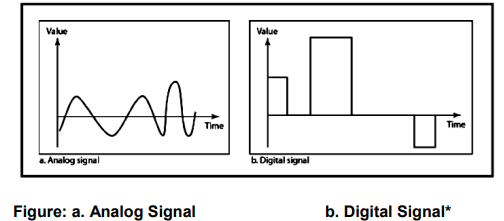 Value
Time
a. Analog signal
Value
Time
b. Digital signal
Figure: a. Analog Signal b. Digital Signal*